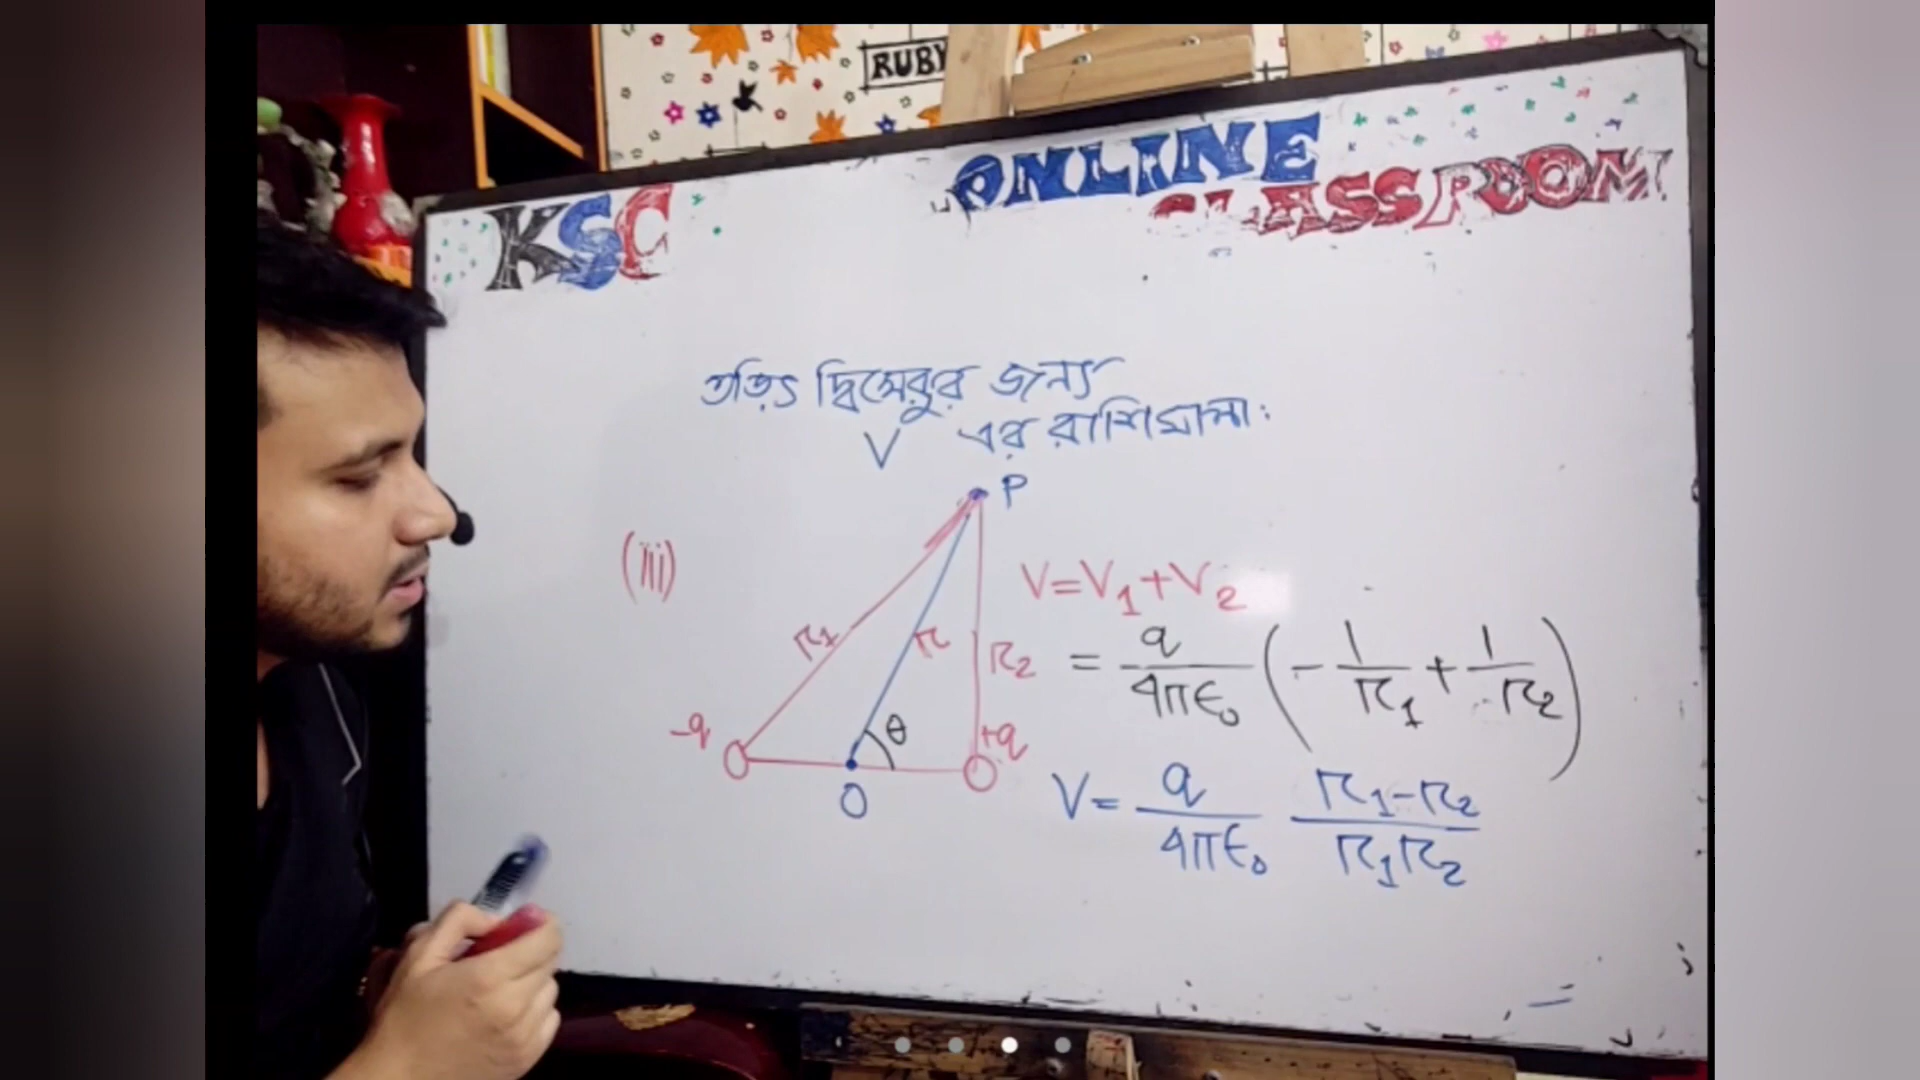 RUBY
ONLINE
CLASSROOM
KSC
তড়িৎ দ্বিমেরুর জন্য
V এর রাশিমালা:
P
(iii)
V=V₁+V₂
r₁ r r₂
= q/4πε₀ (-1/r₁ + 1/r₂)
-q θ +q
O
V= q/4πε₀ r₁-r₂/r₁r₂